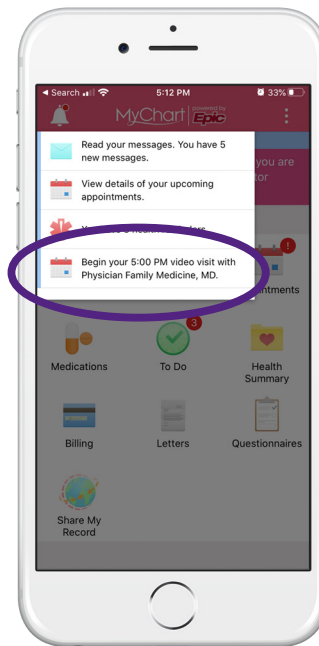 Search 5:12 PM 33%
MyChart powered by Epic
Read your messages. You have 5
new messages.
you are
View details of your upcoming
appointments.
Begin your 5:00 PM video visit with
Physician Family Medicine, MD.
!
3
Medications
To Do
Health
Summary
Billing
Letters
Questionnaires
Share My
Record